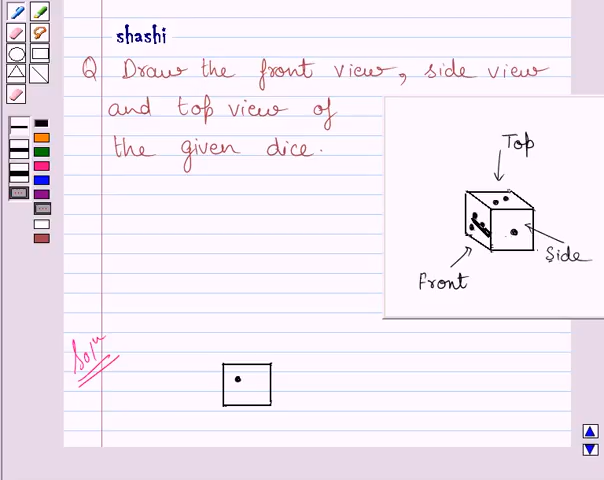 shashi
Q Draw the front view, side view
and top view of
the given dice.
Top
Side
Front
Solⁿ